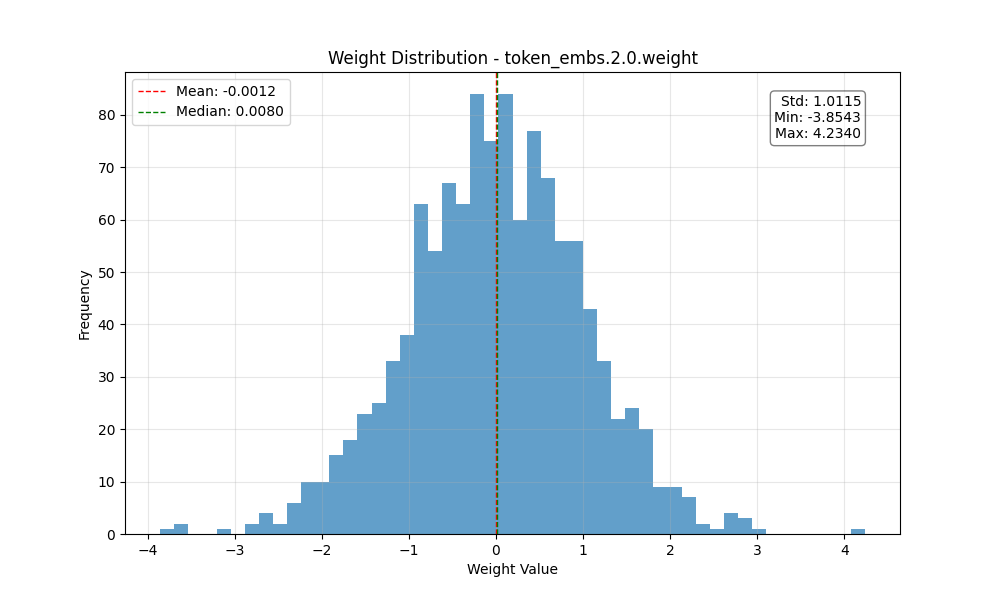 Weight Distribution - token_embs.2.0.weight
Mean: -0.0012
Median: 0.0080
Std: 1.0115
Min: -3.8543
Max: 4.2340
Frequency
80
70
60
50
40
30
20
10
0
−4 −3 −2 −1 0 1 2 3 4
Weight Value